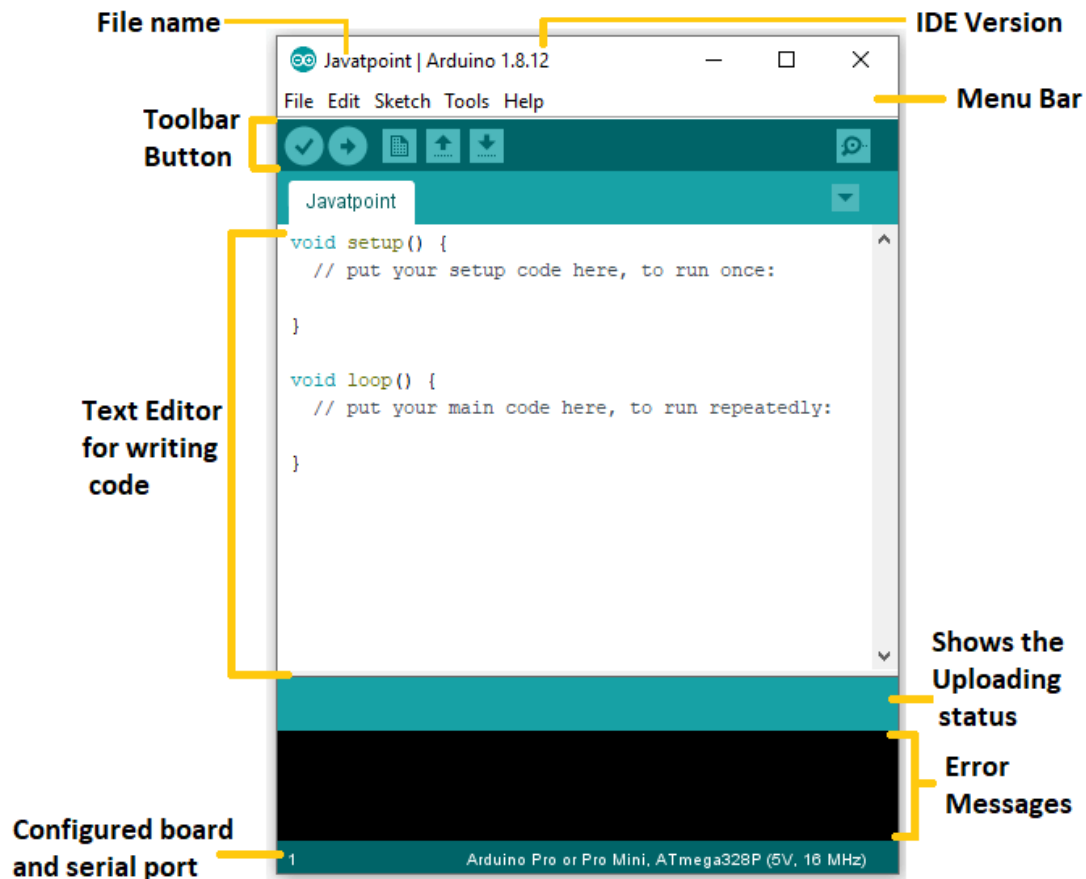 File name
IDE Version
Javatpoint | Arduino 1.8.12
File Edit Sketch Tools Help
Menu Bar
Toolbar
Button
Javatpoint
void setup() {
// put your setup code here, to run once:
}
void loop() {
// put your main code here, to run repeatedly:
}
Text Editor
for writing
code
Shows the
Uploading
status
Error
Messages
Configured board
and serial port
1
Arduino Pro or Pro Mini, ATmega328P (5V, 16 MHz)